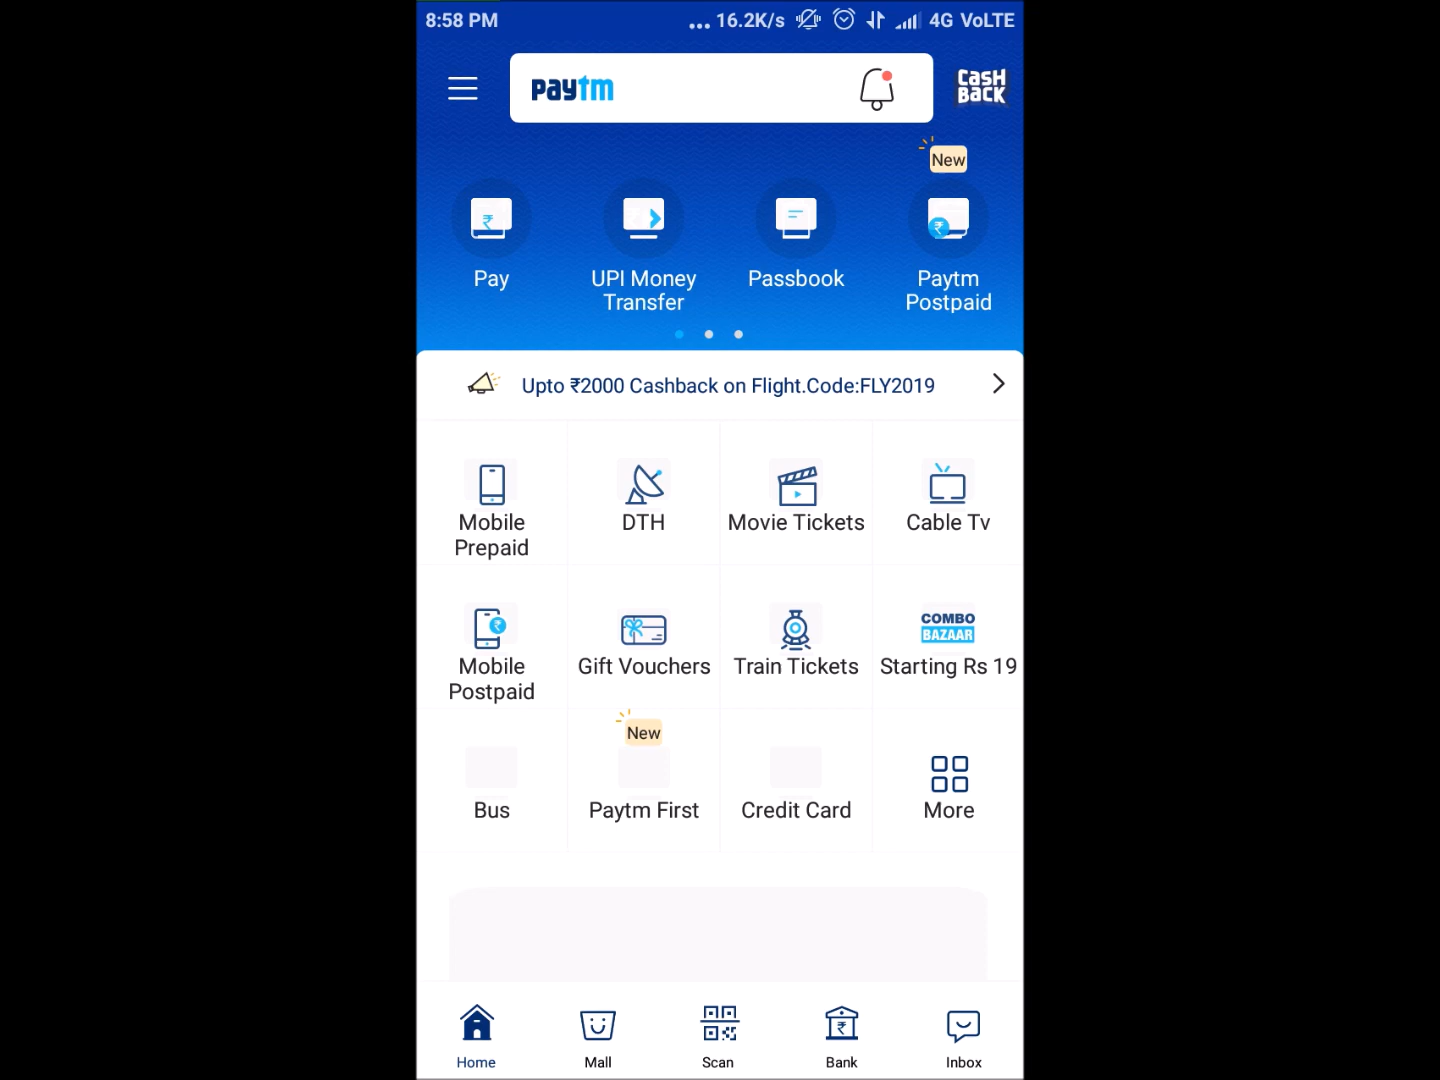 8:58 PM ... 16.2K/s 4G VoLTE
paytm
CASH
BACK
New
Pay
UPI Money
Transfer
Passbook
Paytm
Postpaid
Upto ₹2000 Cashback on Flight.Code:FLY2019
Mobile
Prepaid
DTH
Movie Tickets
Cable Tv
Mobile
Postpaid
Gift Vouchers
Train Tickets
COMBO
BAZAAR
Starting Rs 19
Bus
New
Paytm First
Credit Card
More
Home
Mall
Scan
Bank
Inbox